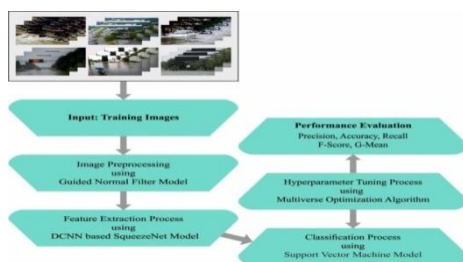 Input: Training Images
Image Preprocessing
using
Guided Normal Filter Model
Feature Extraction Process
using
DCNN based SqueezeNet Model
Classification Process
using
Support Vector Machine Model
Hyperparameter Tuning Process
using
Multiverse Optimization Algorithm
Performance Evaluation
Precision, Accuracy, Recall
F-Score, G-Mean